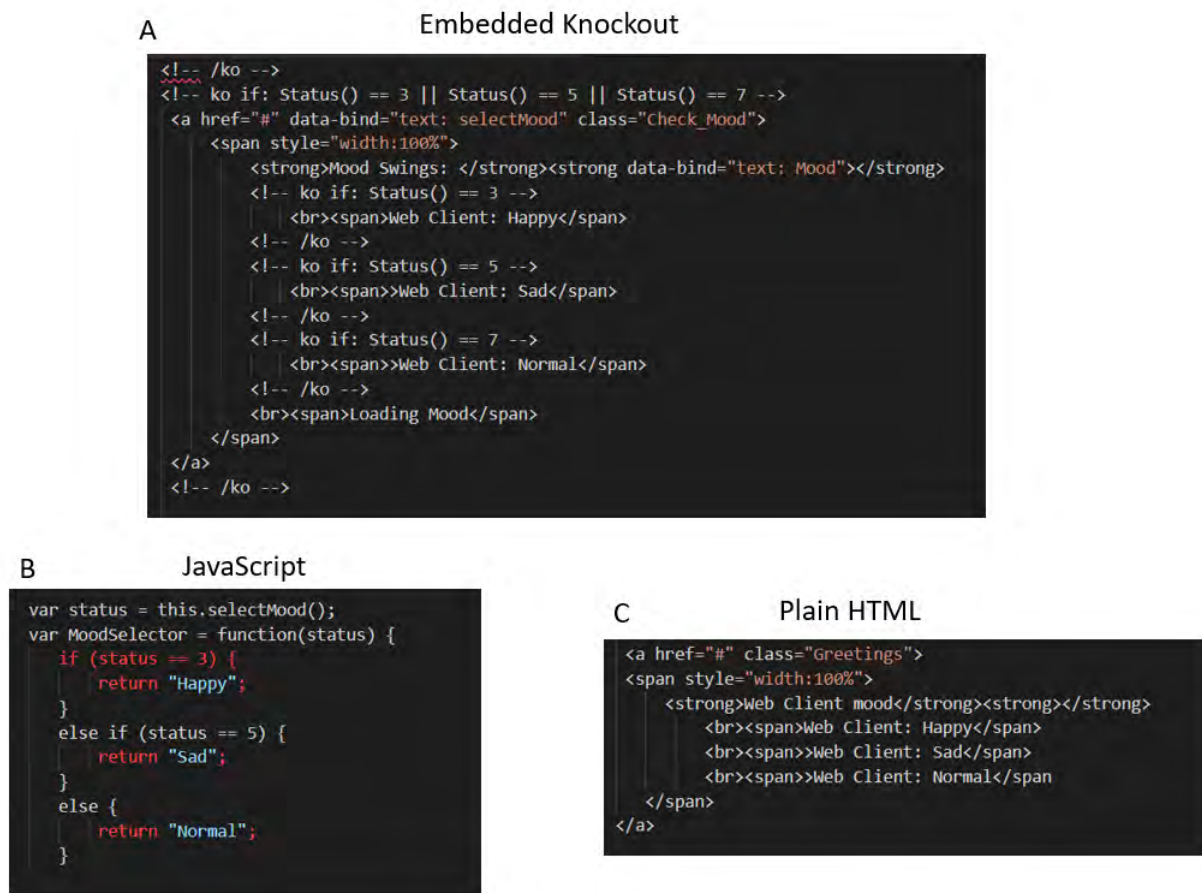 A
Embedded Knockout
<!-- /ko -->
<!-- ko if: Status() == 3 || Status() == 5 || Status() == 7 -->
<a href="#" data-bind="text: selectMood" class="Check_Mood">
<span style="width:100%">
<strong>Mood Swings: </strong><strong data-bind="text: Mood"></strong>
<!-- ko if: Status() == 3 -->
<br><span>Web Client: Happy</span>
<!-- /ko -->
<!-- ko if: Status() == 5 -->
<br><span>>Web Client: Sad</span>
<!-- /ko -->
<!-- ko if: Status() == 7 -->
<br><span>>Web Client: Normal</span>
<!-- /ko -->
<br><span>Loading Mood</span>
</span>
</a>
<!-- /ko -->
B
JavaScript
var status = this.selectMood();
var MoodSelector = function(status) {
if (status == 3) {
return "Happy";
}
else if (status == 5) {
return "Sad";
}
else {
return "Normal";
}
C
Plain HTML
<a href="#" class="Greetings">
<span style="width:100%">
<strong>Web Client mood</strong><strong></strong>
<br><span>Web Client: Happy</span>
<br><span>>Web Client: Sad</span>
<br><span>>Web Client: Normal</span
</span>
</a>